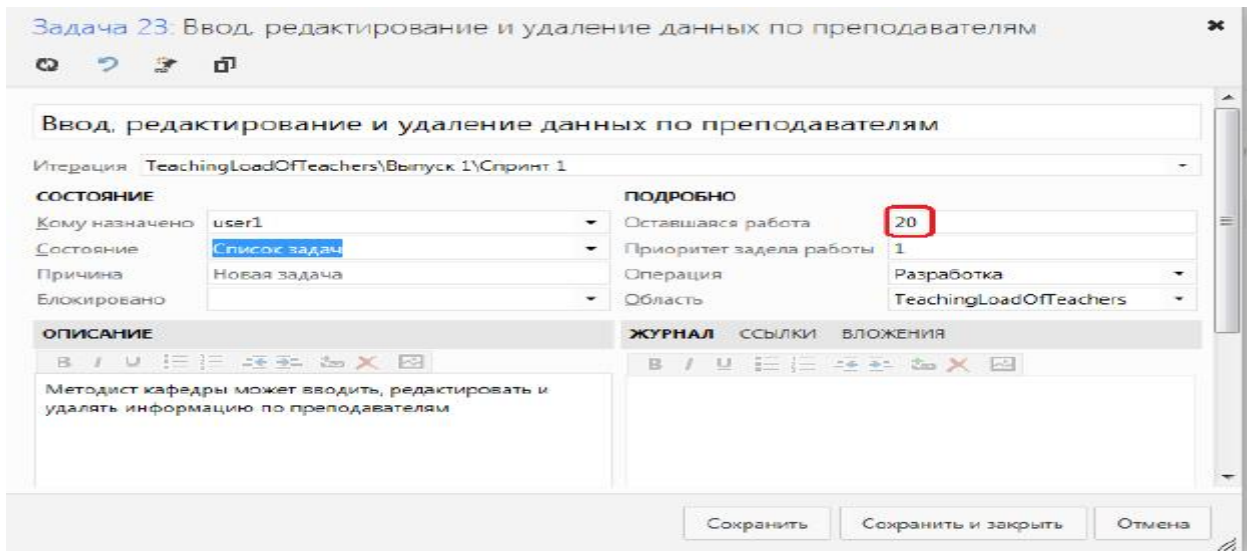 Задача 23: Ввод, редактирование и удаление данных по преподавателям
Ввод, редактирование и удаление данных по преподавателям
Итерация TeachingLoadOfTeachers\Выпуск 1\Спринт 1
СОСТОЯНИЕ
Кому назначено user1
Состояние Список задач
Причина Новая задача
Блокировано
ПОДРОБНО
Оставшаяся работа 20
Приоритет задела работы 1
Операция Разработка
Область TeachingLoadOfTeachers
ОПИСАНИЕ
B I U
Методист кафедры может вводить, редактировать и
удалять информацию по преподавателям
ЖУРНАЛ ССЫЛКИ ВЛОЖЕНИЯ
B I U
Сохранить Сохранить и закрыть Отмена